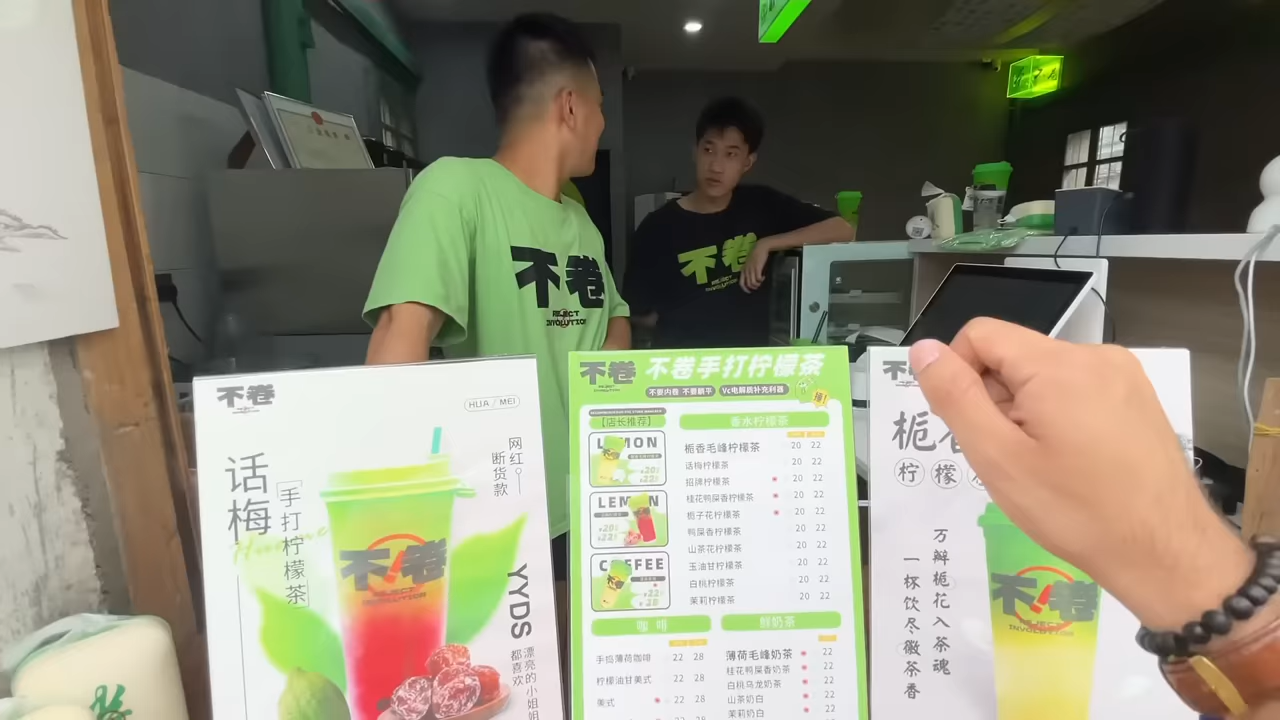 不卷
REJECT
INVOLUTION
不卷
REJECT
INVOLUTION
不卷
HUA / MEI
话梅
手打柠檬茶
网红
断货款
YYDS
都喜欢
漂亮的小姐姐
不卷
REJECT
INVOLUTION
不卷
不卷手打柠檬茶
不要内卷 不要躺平
Vc电解质补充利器
【店长推荐】
LEMON
LEMON
COFFEE
香水柠檬茶
栀香毛峰柠檬茶 20 22
话梅柠檬茶 20 22
招牌柠檬茶 20 22
桂花鸭屎香柠檬茶 20 22
栀子花柠檬茶 20 22
鸭屎香柠檬茶 20 22
山茶花柠檬茶 20 22
玉油甘柠檬茶 20 22
白桃柠檬茶 20 22
茉莉柠檬茶 20 22
咖啡
手捣薄荷咖啡 22 28
柠檬油甘美式 22 28
美式 22 28
鲜奶茶
薄荷毛峰奶茶 22
桂花鸭屎香奶茶 22
白桃乌龙奶茶 22
山茶奶白 22
茉莉奶白 22
栀
柠檬
万辫栀花入茶魂
一杯饮尽徽茶香
不卷
REJECT
INVOLUTION